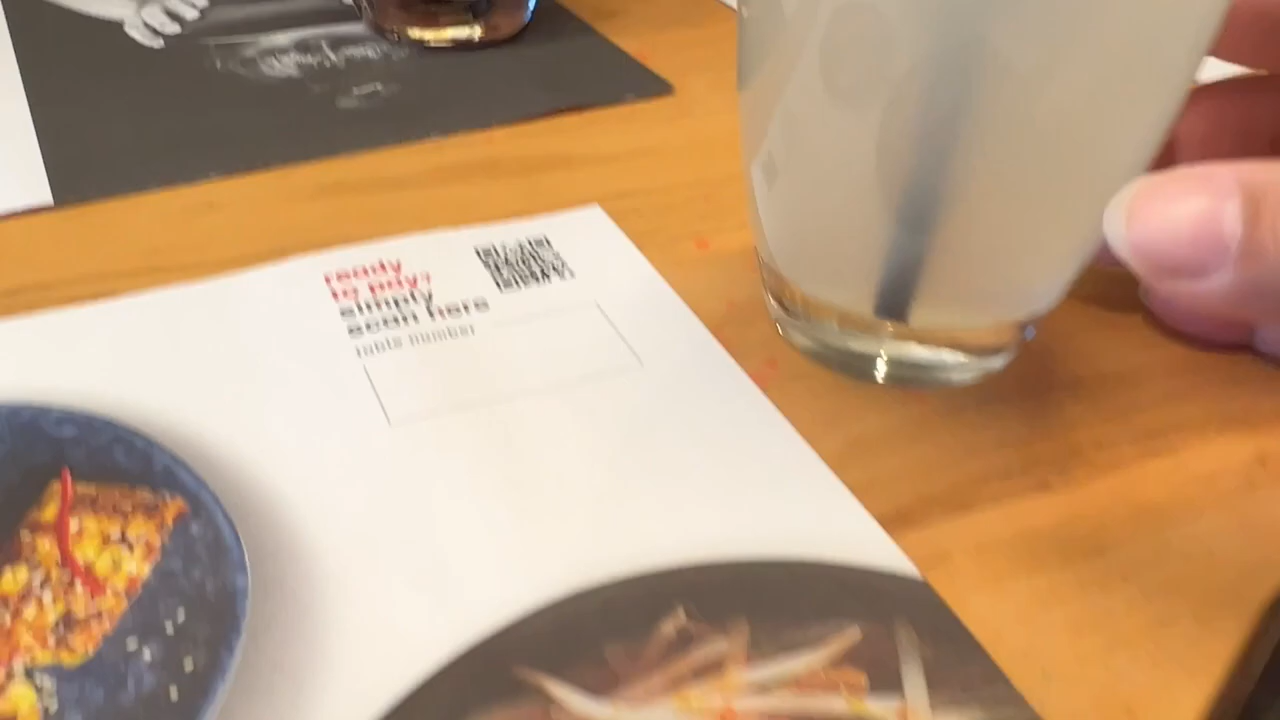 ready
to pay?
simply
scan here
table number